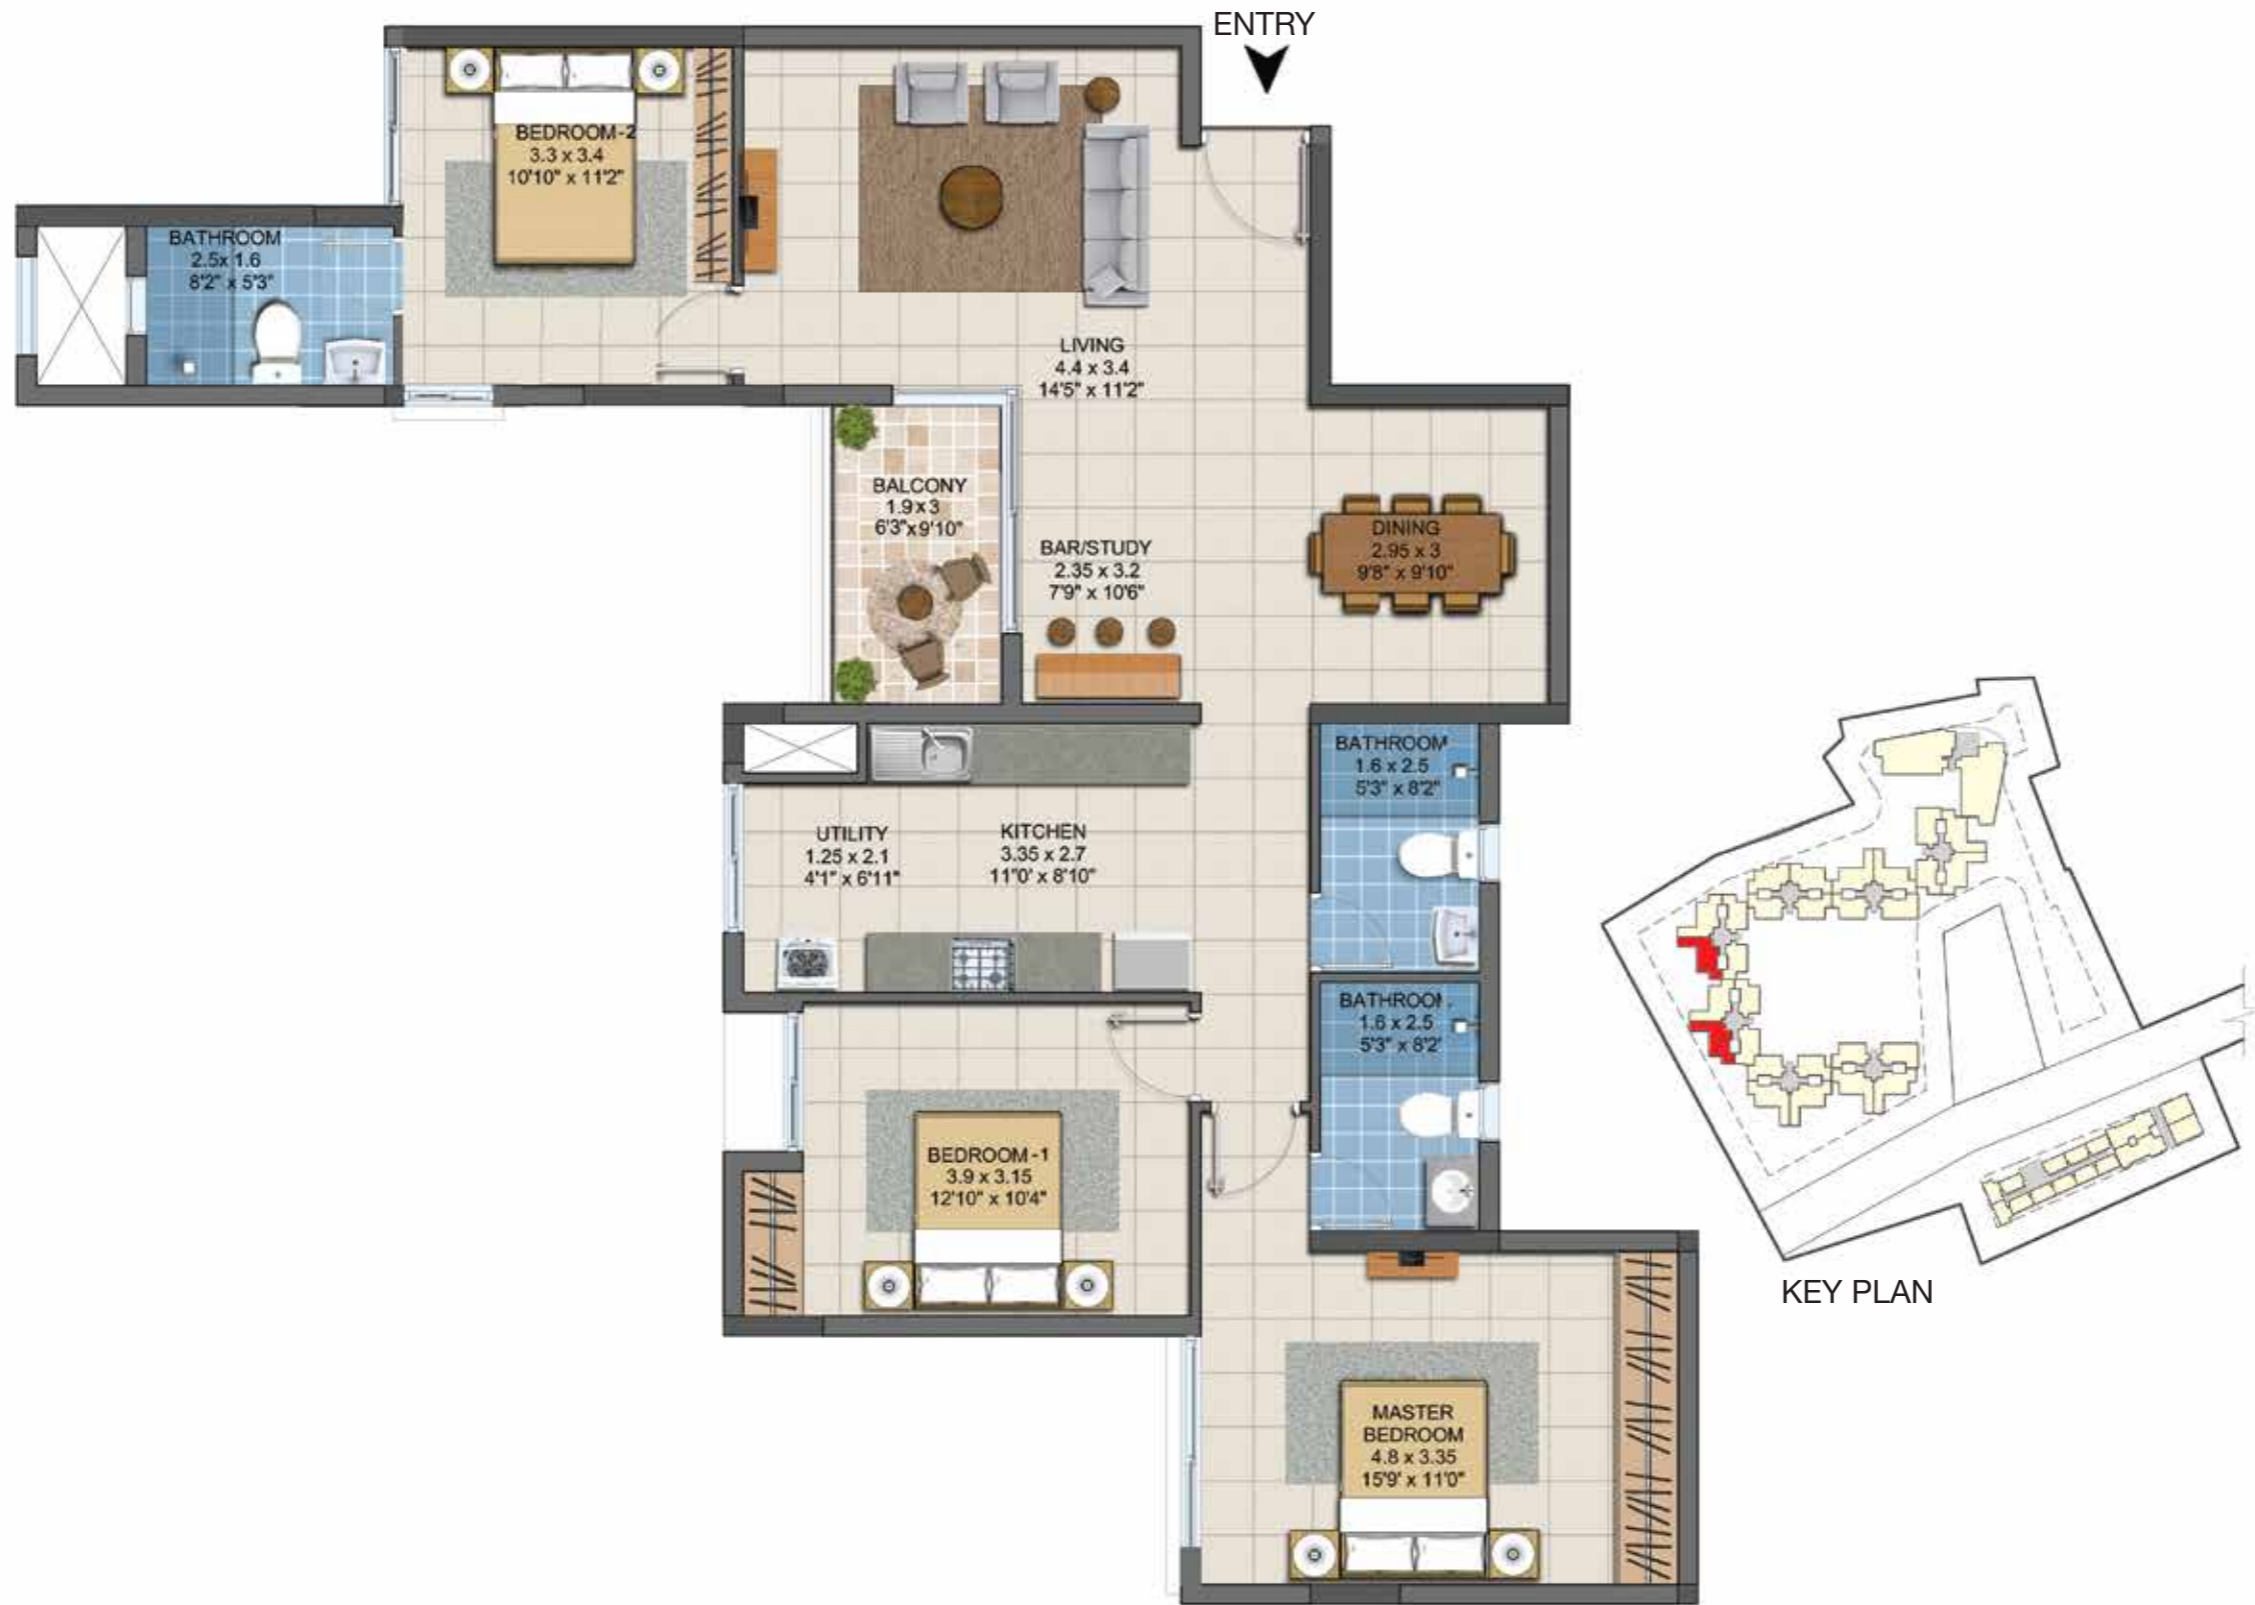 ENTRY
BEDROOM-2
3.3 x 3.4
10'10" x 11'2"
BATHROOM
2.5x 1.6
8'2" x 5'3"
LIVING
4.4 x 3.4
14'5" x 11'2"
BALCONY
1.9 x 3
6'3"x9'10"
BAR/STUDY
2.35 x 3.2
7'9" x 10'6"
DINING
2.95 x 3
9'8" x 9'10"
BATHROOM
1.6 x 2.5
5'3" x 8'2"
UTILITY
1.25 x 2.1
4'1" x 6'11"
KITCHEN
3.35 x 2.7
11'0' x 8'10"
BATHROOM
1.6 x 2.5
5'3" x 8'2'
BEDROOM-1
3.9 x 3.15
12'10" x 10'4"
MASTER
BEDROOM
4.8 x 3.35
15'9' x 11'0"
KEY PLAN